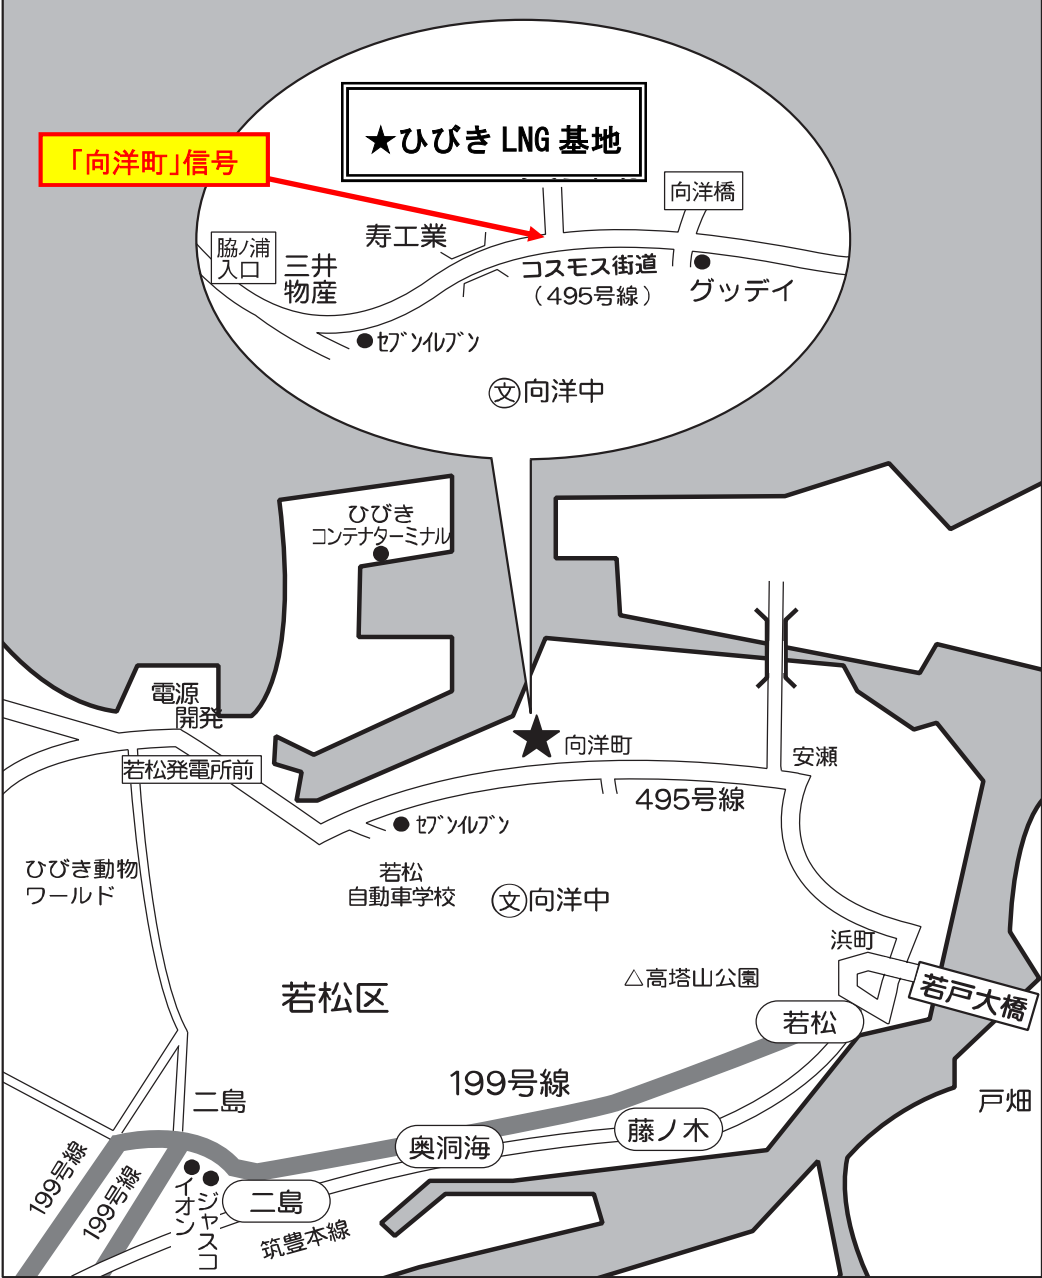 ★ひびきLNG基地
「向洋町」信号
向洋橋
寿工業
脇ノ浦
入口
三井
物産
コスモス街道
（495号線）
グッデイ
セブンイレブン
文向洋中
ひびき
コンテナターミナル
電源
開発
向洋町
安瀬
若松発電所前
495号線
セブンイレブン
ひびき動物
ワールド
若松
自動車学校
文向洋中
浜町
△高塔山公園
若戸大橋
若松区
若松
199号線
二島
戸畑
藤ノ木
奥洞海
199号線
199号線
イオン
ジャスコ
二島
筑豊本線